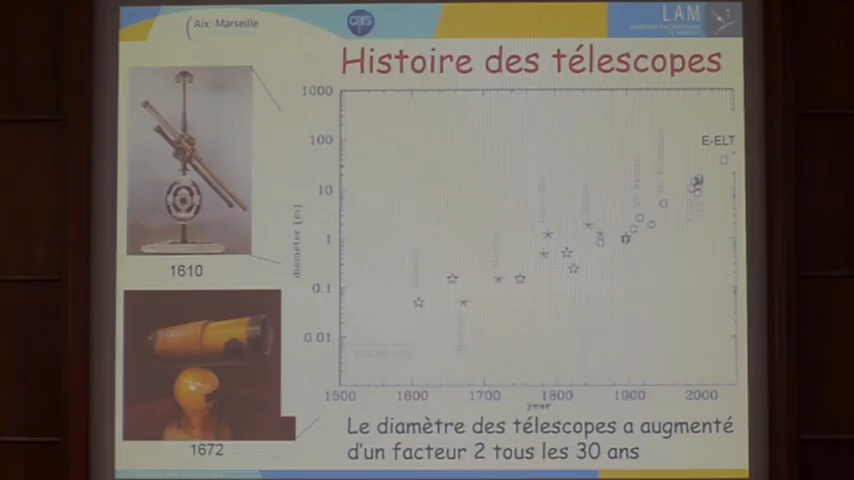 Aix*Marseille
LAM
Histoire des télescopes
1000
100
10
1
0.1
0.01
diameter [m]
E-ELT
1500
1600
1700
1800
1900
2000
year
1610
1672
Le diamètre des télescopes a augmenté
d'un facteur 2 tous les 30 ans